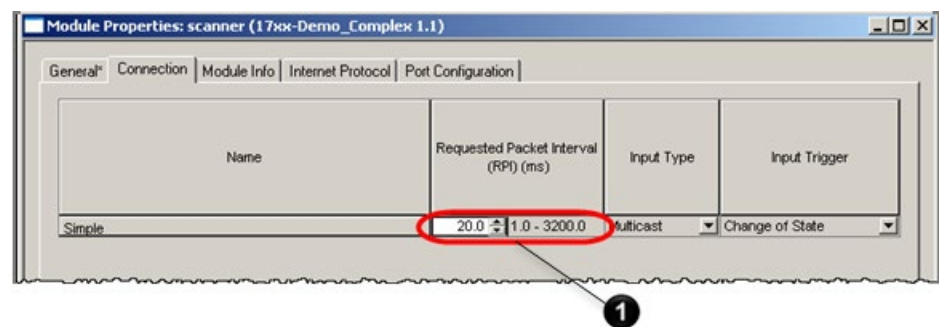 Module Properties: scanner (17xx-Demo_Complex 1.1)
General* Connection Module Info Internet Protocol Port Configuration
Name
Requested Packet Interval
(RPI) (ms)
Input Type
Input Trigger
Simple 20.0 1.0 - 3200.0 Multicast Change of State
1